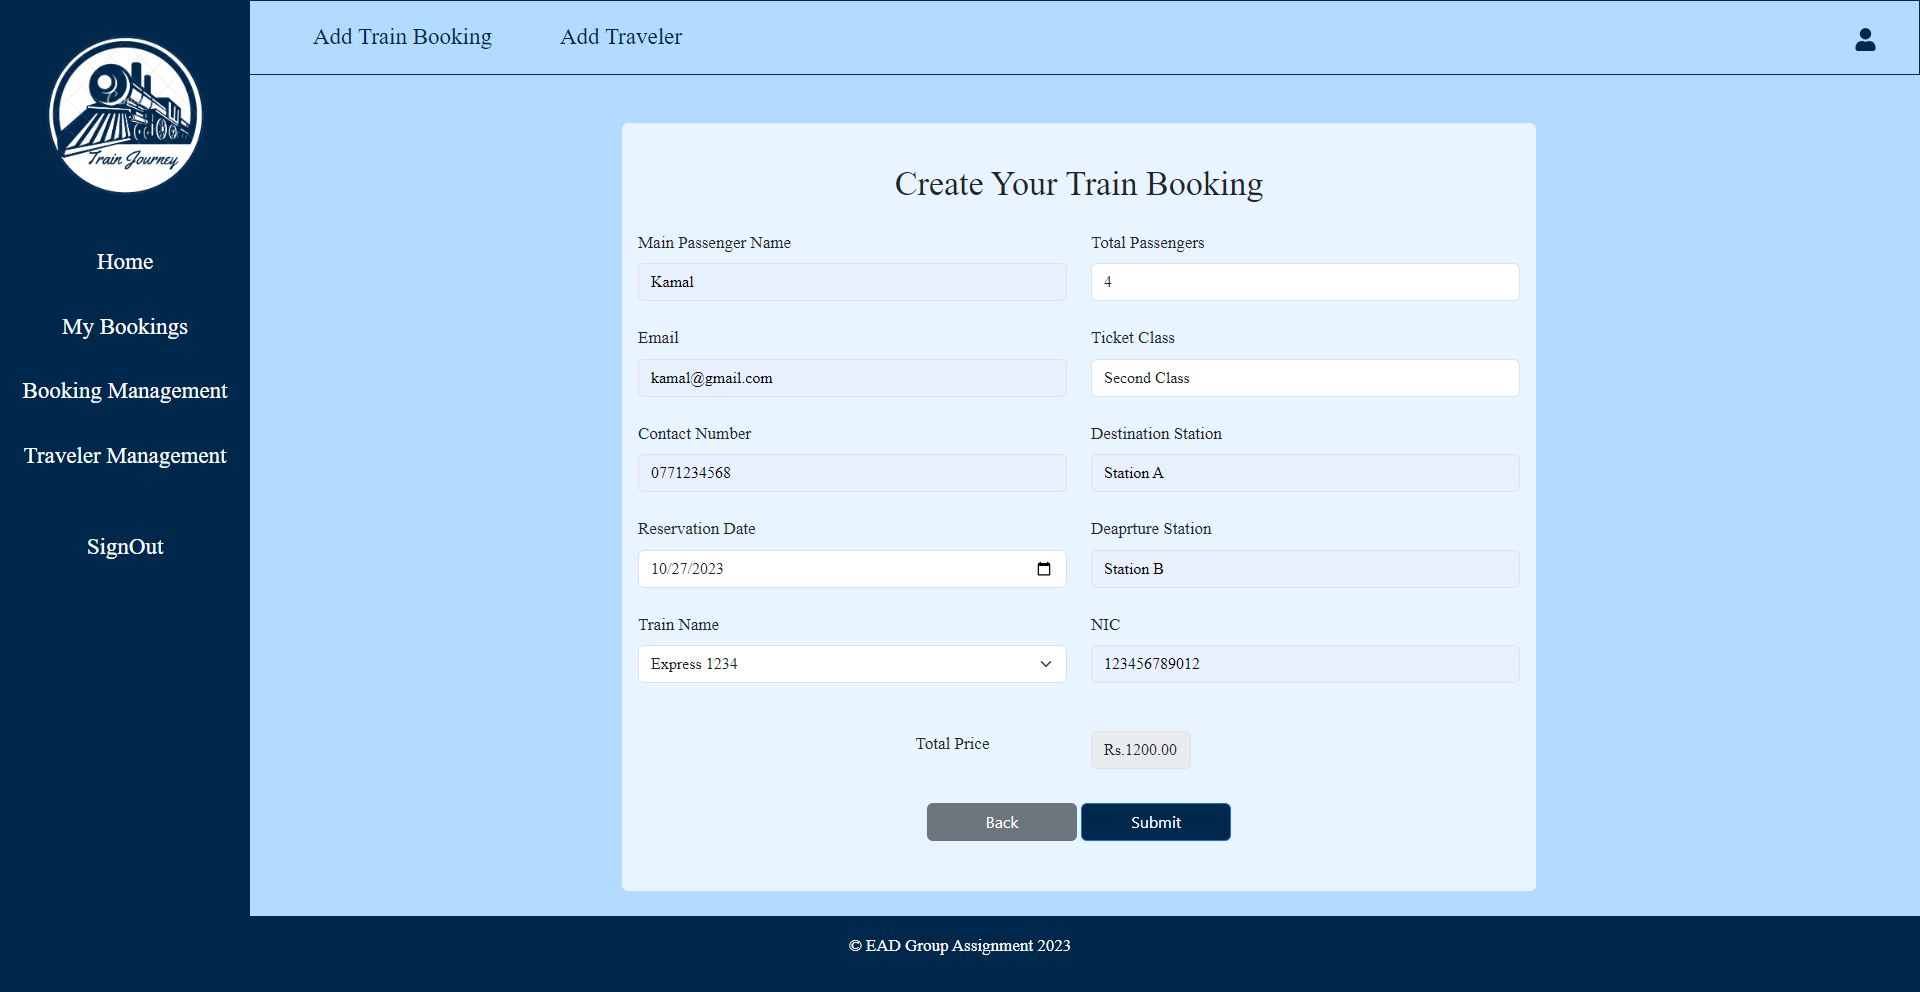 Train Journey
Home
My Bookings
Booking Management
Traveler Management
SignOut
Add Train Booking
Add Traveler
Create Your Train Booking
Main Passenger Name
Kamal
Total Passengers
4
Email
kamal@gmail.com
Ticket Class
Second Class
Contact Number
0771234568
Destination Station
Station A
Reservation Date
10/27/2023
Deaprture Station
Station B
Train Name
Express 1234
NIC
123456789012
Total Price
Rs.1200.00
Back
Submit
© EAD Group Assignment 2023